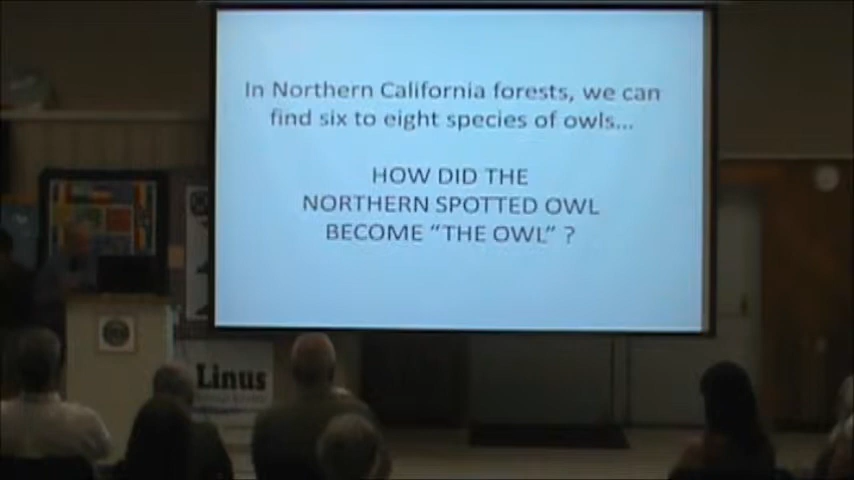 In Northern California forests, we can
find six to eight species of owls...
HOW DID THE
NORTHERN SPOTTED OWL
BECOME “THE OWL” ?
Linus